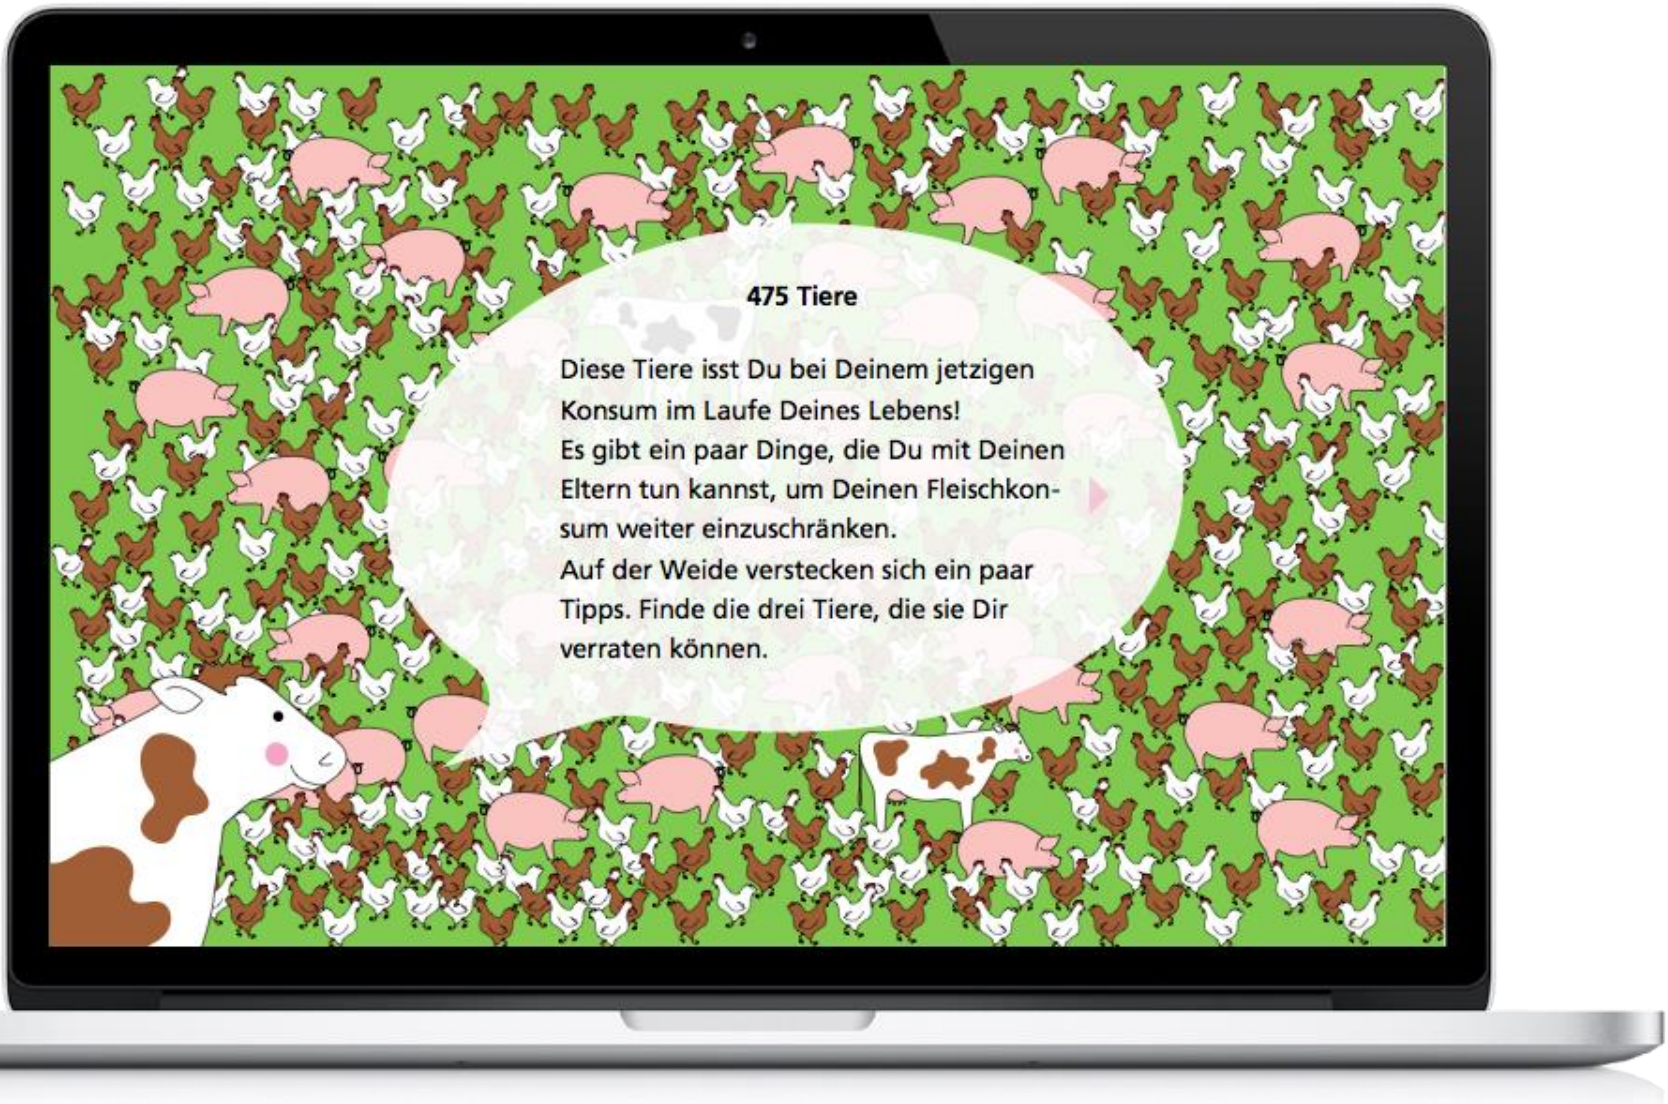 475 Tiere
Diese Tiere isst Du bei Deinem jetzigen
Konsum im Laufe Deines Lebens!
Es gibt ein paar Dinge, die Du mit Deinen
Eltern tun kannst, um Deinen Fleischkon-
sum weiter einzuschränken.
Auf der Weide verstecken sich ein paar
Tipps. Finde die drei Tiere, die sie Dir
verraten können.